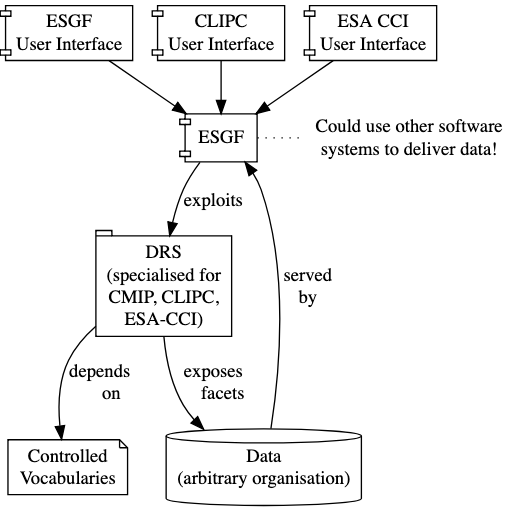 ESGF
User Interface
CLIPC
User Interface
ESA CCI
User Interface
ESGF
Could use other software
systems to deliver data!
exploits
DRS
(specialised for
CMIP, CLIPC,
ESA-CCI)
served
by
depends
on
exposes
facets
Controlled
Vocabularies
Data
(arbitrary organisation)